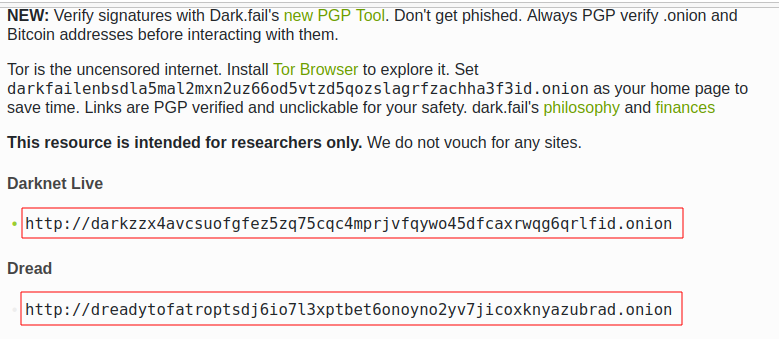 NEW: Verify signatures with Dark.fail's new PGP Tool. Don't get phished. Always PGP verify .onion and
Bitcoin addresses before interacting with them.
Tor is the uncensored internet. Install Tor Browser to explore it. Set
darkfailenbsdla5mal2mxn2uz66od5vtzd5qozslagrfzachha3f3id.onion as your home page to
save time. Links are PGP verified and unclickable for your safety. dark.fail's philosophy and finances
This resource is intended for researchers only. We do not vouch for any sites.
Darknet Live
http://darkzzx4avcsuofgfez5zq75cqc4mprjvfqywo45dfcaxrwqg6qrlfid.onion
Dread
http://dreadytofatroptsdj6io7l3xptbet6onoyno2yv7jicoxknyazubrad.onion